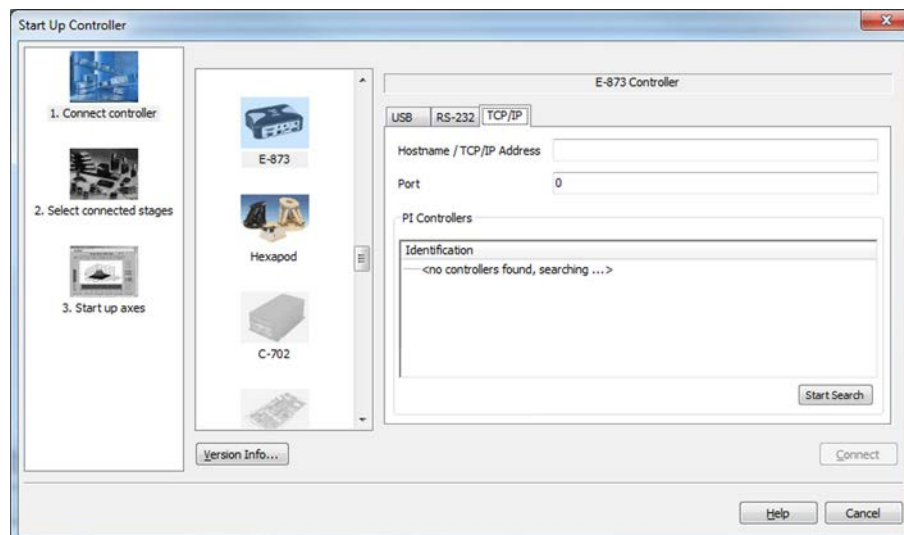 Start Up Controller
1. Connect controller
2. Select connected stages
3. Start up axes
E-873
Hexapod
C-702
Version Info...
E-873 Controller
USB RS-232 TCP/IP
Hostname / TCP/IP Address
Port 0
PI Controllers
Identification
<no controllers found, searching ...>
Start Search
Connect
Help Cancel